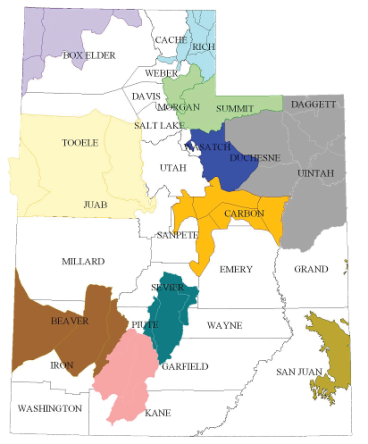 CACHE
RICH
BOX ELDER
WEBER
DAVIS
MORGAN
SUMMIT
DAGGETT
SALT LAKE
TOOELE
WASATCH
DUCHESNE
UTAH
UINTAH
JUAB
CARBON
SANPETE
MILLARD
EMERY
GRAND
SEVIER
BEAVER
PIUTE
WAYNE
IRON
GARFIELD
SAN JUAN
WASHINGTON
KANE